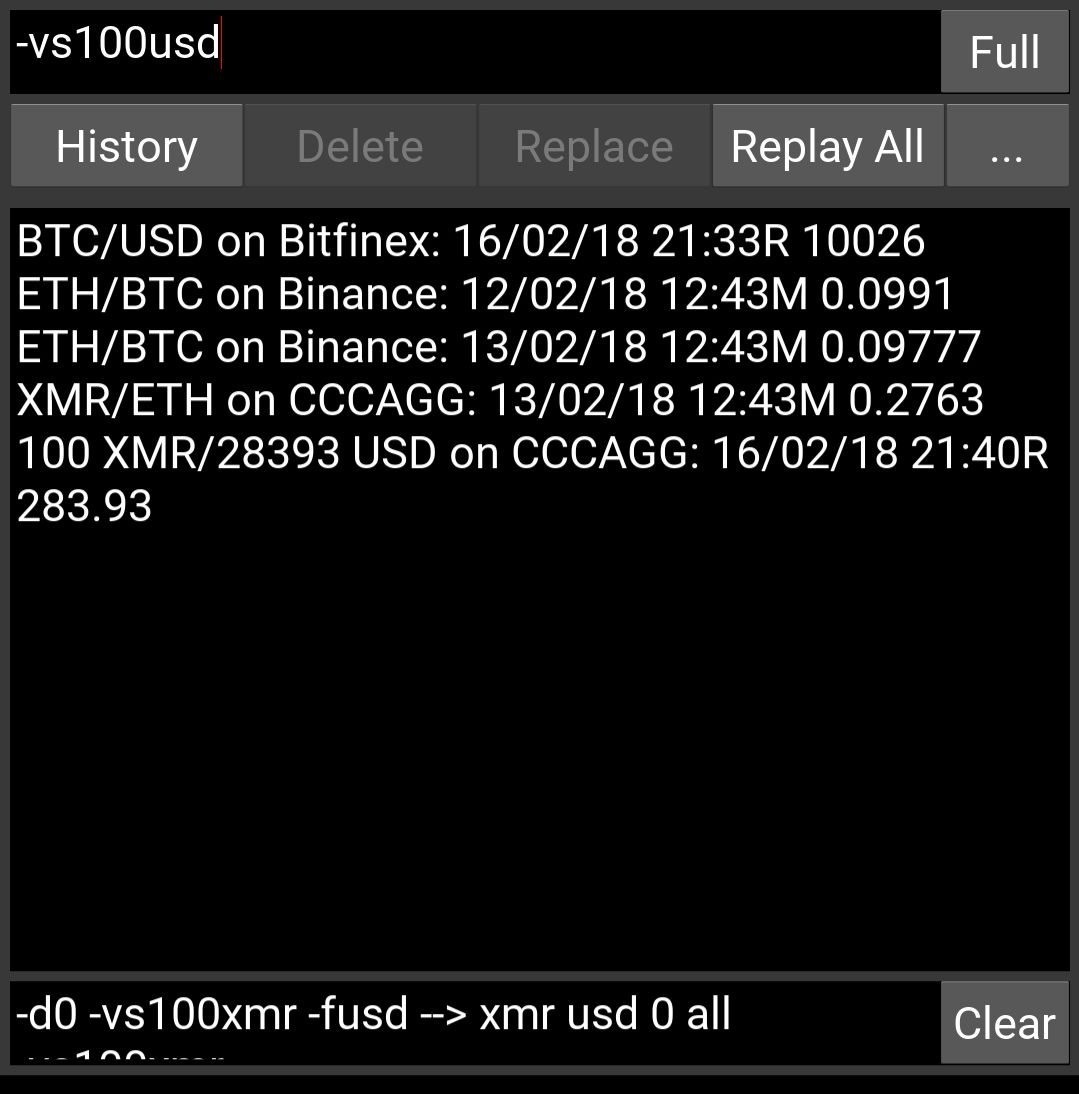 -vs100usd
Full
History
Delete
Replace
Replay All
...
BTC/USD on Bitfinex: 16/02/18 21:33R 10026
ETH/BTC on Binance: 12/02/18 12:43M 0.0991
ETH/BTC on Binance: 13/02/18 12:43M 0.09777
XMR/ETH on CCCAGG: 13/02/18 12:43M 0.2763
100 XMR/28393 USD on CCCAGG: 16/02/18 21:40R
283.93
-d0 -vs100xmr -fusd --> xmr usd 0 all
Clear